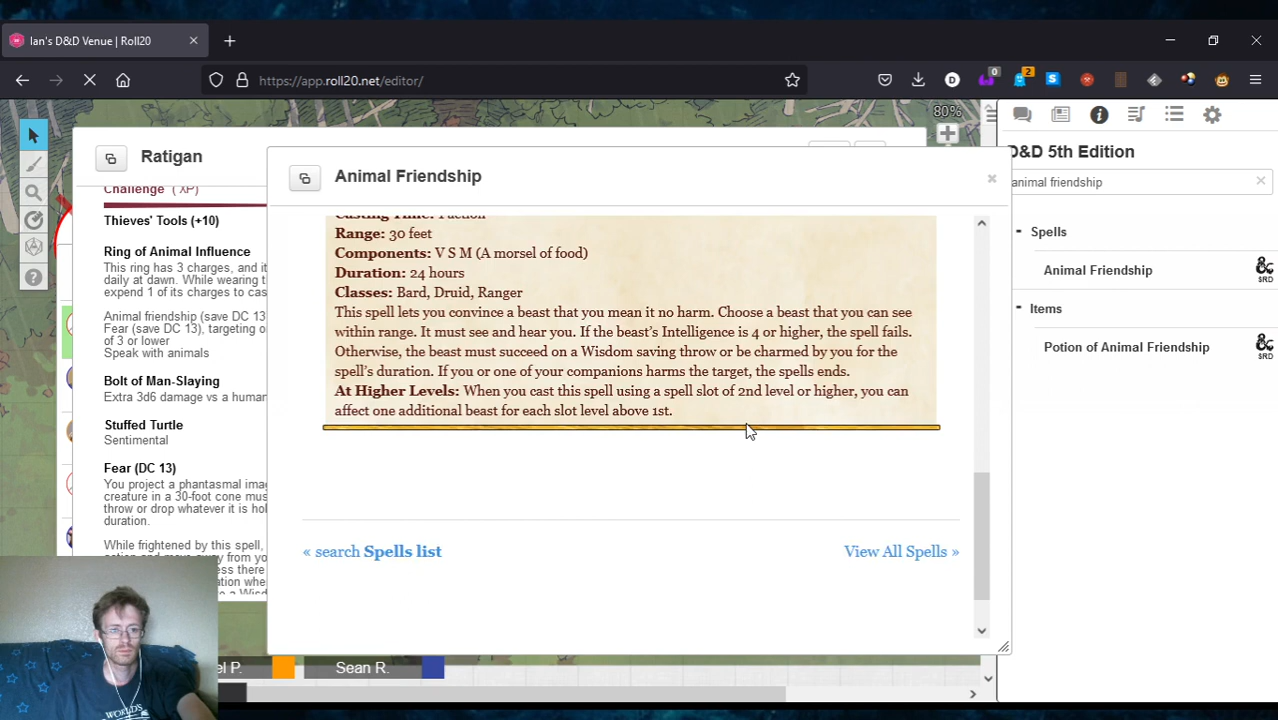 Ian's D&D Venue | Roll20
https://app.roll20.net/editor/
0
2
80%
Ratigan
Challenge ( XP)
Thieves' Tools (+10)
Ring of Animal Influence
This ring has 3 charges, and it
daily at dawn. While wearing t
expend 1 of its charges to cas
Animal friendship (save DC 13
Fear (save DC 13), targeting o
of 3 or lower
Speak with animals
Bolt of Man-Slaying
Extra 3d6 damage vs a human
Stuffed Turtle
Sentimental
Fear (DC 13)
You project a phantasmal imag
creature in a 30-foot cone mus
throw or drop whatever it is hol
duration.
While frightened by this spell,
Animal Friendship
Casting Time: 1 action
Range: 30 feet
Components: V S M (A morsel of food)
Duration: 24 hours
Classes: Bard, Druid, Ranger
This spell lets you convince a beast that you mean it no harm. Choose a beast that you can see
within range. It must see and hear you. If the beast's Intelligence is 4 or higher, the spell fails.
Otherwise, the beast must succeed on a Wisdom saving throw or be charmed by you for the
spell's duration. If you or one of your companions harms the target, the spells ends.
At Higher Levels: When you cast this spell using a spell slot of 2nd level or higher, you can
affect one additional beast for each slot level above 1st.
« search Spells list
View All Spells »
D&D 5th Edition
animal friendship
Spells
Animal Friendship
SRD
Items
Potion of Animal Friendship
SRD
el P.
Sean R.
WORLDS